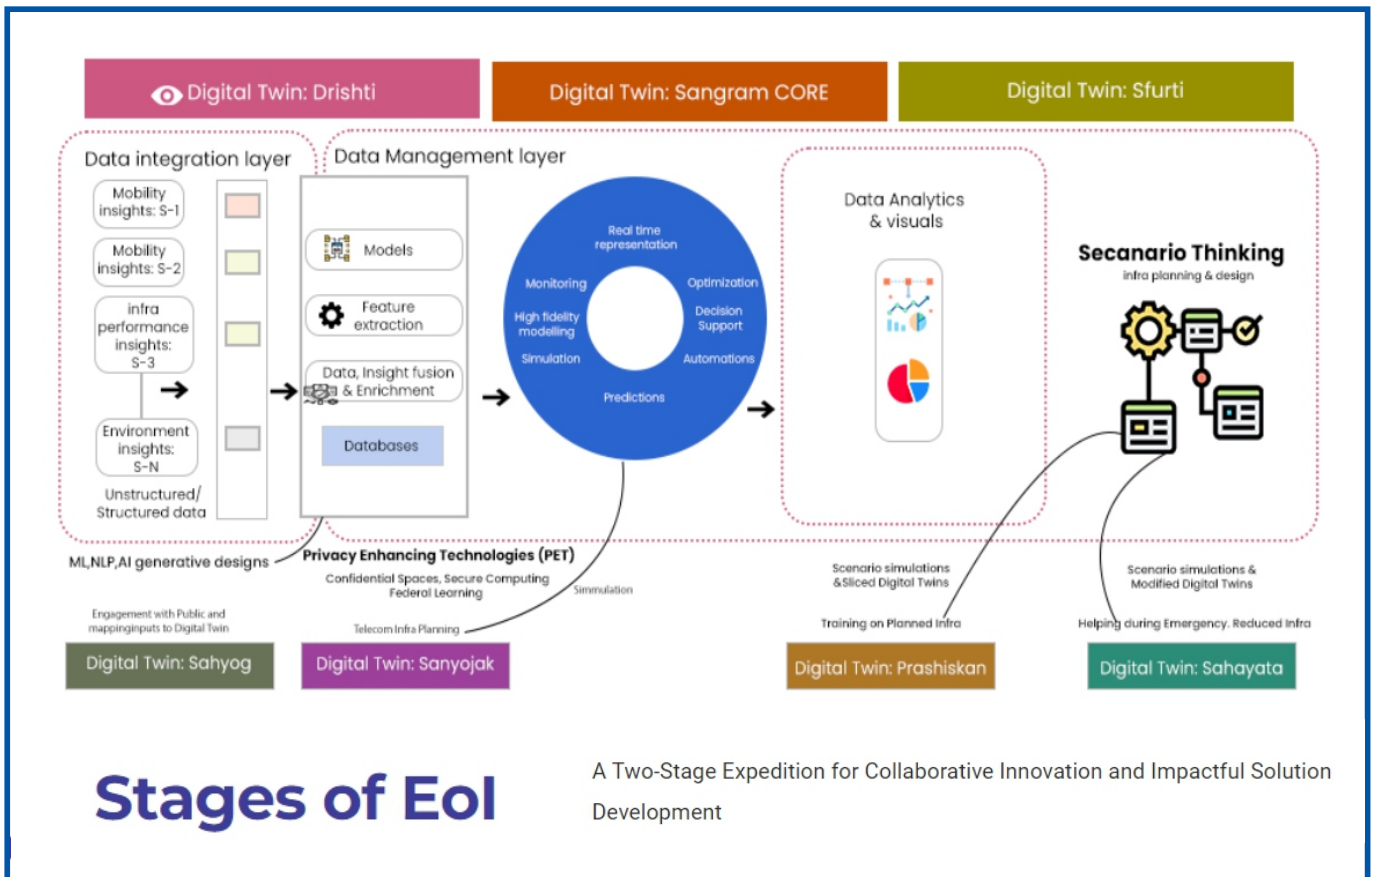 Digital Twin: Drishti
Digital Twin: Sangram CORE
Digital Twin: Sfurti
Data integration layer
Mobility
insights: S-1
Mobility
insights: S-2
infra
performance
insights:
S-3
Environment
insights:
S-N
Unstructured/
Structured data
Data Management layer
Models
Feature
extraction
Data, Insight fusion
& Enrichment
Databases
Real time
representation
Monitoring
Optimization
High fidelity
modelling
Decision
Support
Simulation
Automations
Predictions
Data Analytics
& visuals
Secanario Thinking
infra planning & design
ML,NLP,AI generative designs
Privacy Enhancing Technologies (PET)
Confidential Spaces, Secure Computing
Federal Learning
Simmulation
Scenario simulations
&Sliced Digital Twins
Scenario simulations &
Modified Digital Twins
Engagement with Public and
mappinginputs to Digital Twin
Telecom Infra Planning
Training on Planned Infra
Helping during Emergency. Reduced Infra
Digital Twin: Sahyog
Digital Twin: Sanyojak
Digital Twin: Prashiskan
Digital Twin: Sahayata
Stages of EoI
A Two-Stage Expedition for Collaborative Innovation and Impactful Solution
Development